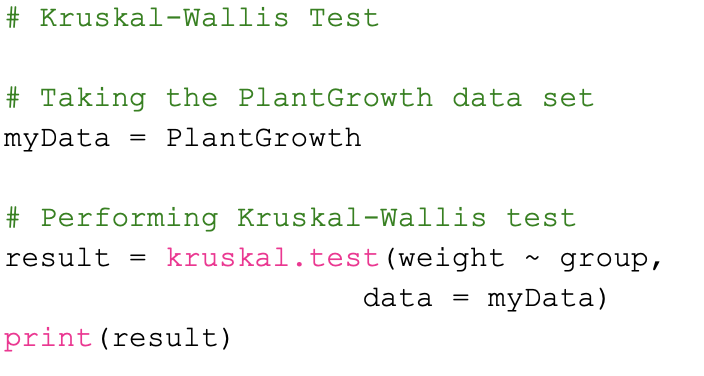 # Kruskal-Wallis Test
# Taking the PlantGrowth data set
myData = PlantGrowth
# Performing Kruskal-Wallis test
result = kruskal.test(weight ~ group,
data = myData)
print(result)